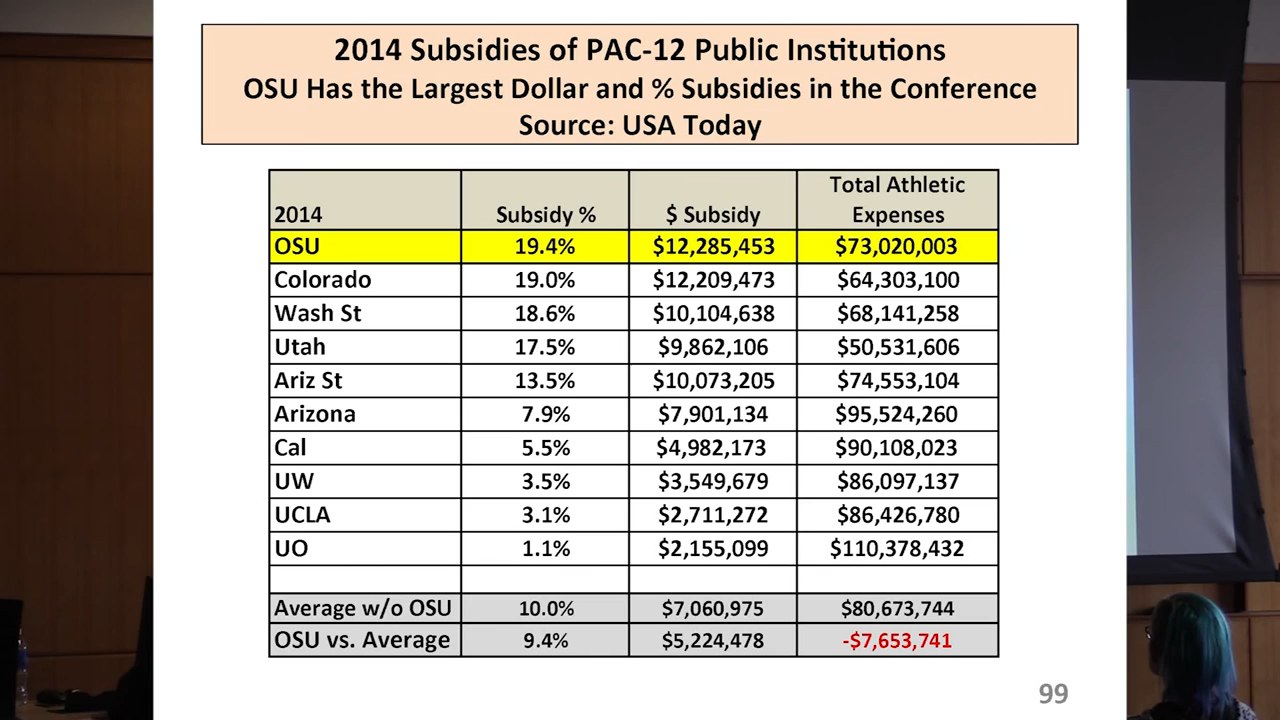 2014 Subsidies of PAC-12 Public Institutions
OSU Has the Largest Dollar and % Subsidies in the Conference
Source: USA Today
2014 Subsidy % $ Subsidy Total Athletic Expenses
OSU 19.4% $12,285,453 $73,020,003
Colorado 19.0% $12,209,473 $64,303,100
Wash St 18.6% $10,104,638 $68,141,258
Utah 17.5% $9,862,106 $50,531,606
Ariz St 13.5% $10,073,205 $74,553,104
Arizona 7.9% $7,901,134 $95,524,260
Cal 5.5% $4,982,173 $90,108,023
UW 3.5% $3,549,679 $86,097,137
UCLA 3.1% $2,711,272 $86,426,780
UO 1.1% $2,155,099 $110,378,432
Average w/o OSU 10.0% $7,060,975 $80,673,744
OSU vs. Average 9.4% $5,224,478 -$7,653,741
99